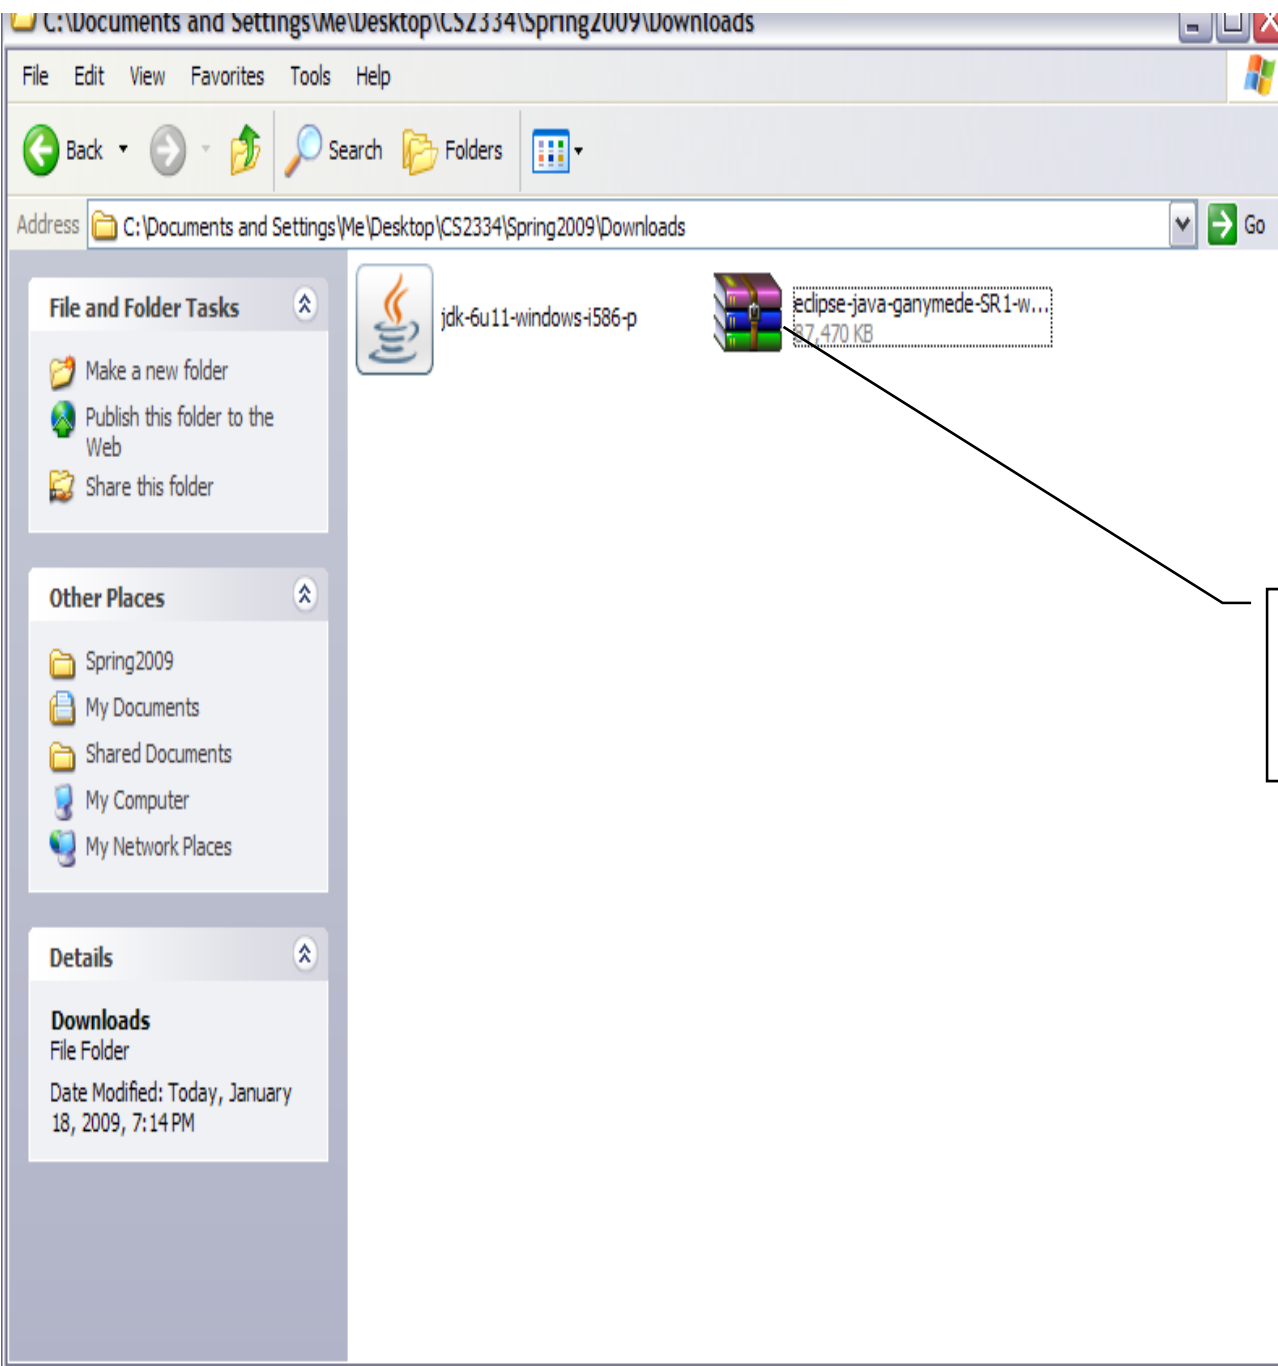 C:\Documents and Settings\Me\Desktop\CS2334\Spring2009\Downloads
File Edit View Favorites Tools Help
Back Search Folders
Address C:\Documents and Settings\Me\Desktop\CS2334\Spring2009\Downloads Go
File and Folder Tasks
Make a new folder
Publish this folder to the
Web
Share this folder
Other Places
Spring2009
My Documents
Shared Documents
My Computer
My Network Places
Details
Downloads
File Folder
Date Modified: Today, January
18, 2009, 7:14 PM
jdk-6u11-windows-i586-p
eclipse-java-ganymede-SR1-w...
87,470 KB